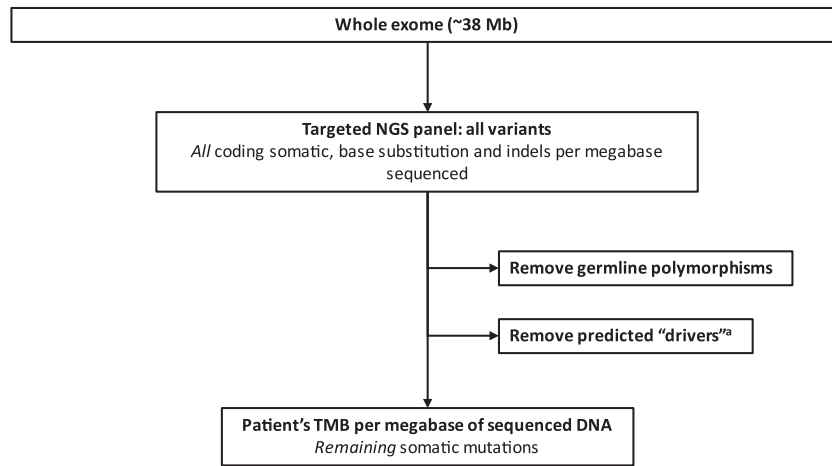 Whole exome (~38 Mb)
Targeted NGS panel: all variants
All coding somatic, base substitution and indels per megabase
sequenced
Remove germline polymorphisms
Remove predicted “drivers”ᵃ
Patient’s TMB per megabase of sequenced DNA
Remaining somatic mutations